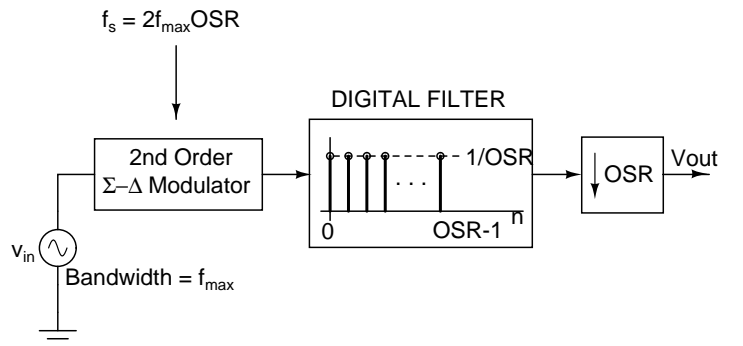 f_s = 2f_max OSR
DIGITAL FILTER
2nd Order
Σ−Δ Modulator
1/OSR
. . .
0
OSR-1
n
↓ OSR
Vout
v_in
Bandwidth = f_max